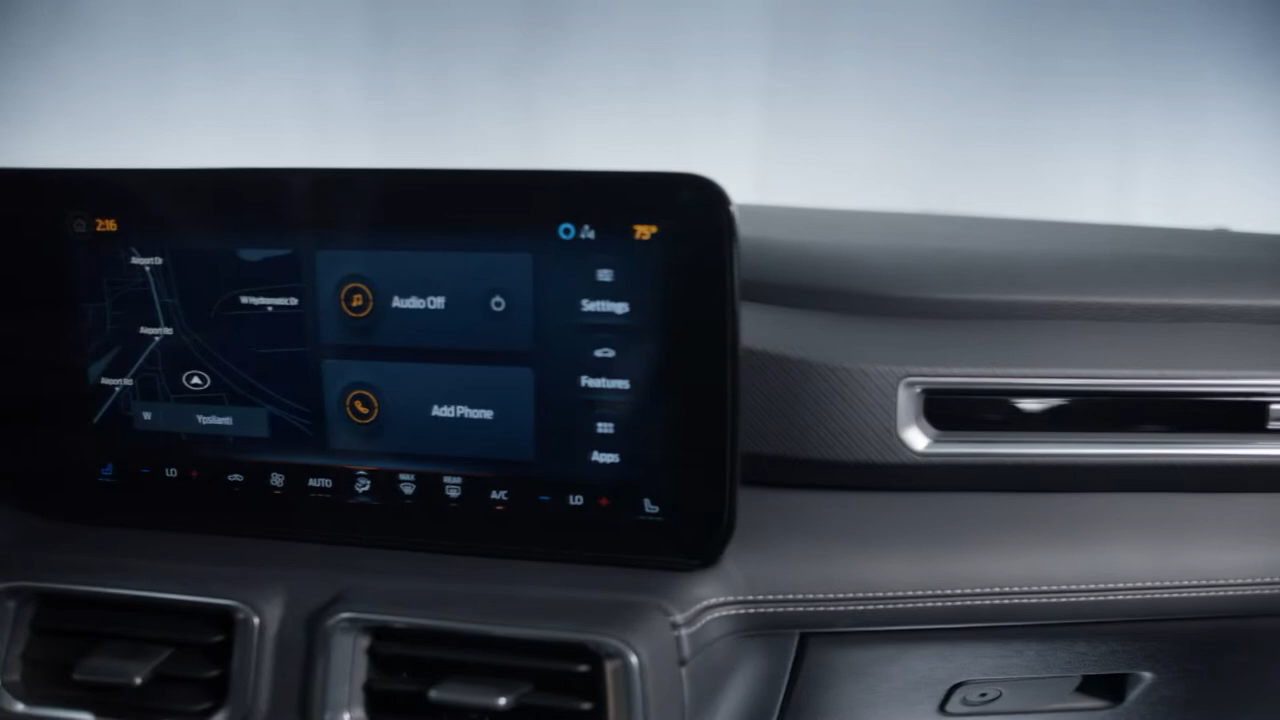 2:16
75°
Airport Dr
W Hydramatic Dr
Airport Rd
Airport Rd
W Ypsilanti
Audio Off
Add Phone
Settings
Features
Apps
LO
AUTO
MAX
REAR
A/C
LO